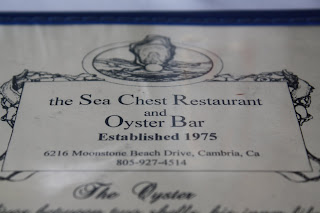 the Sea Chest Restaurant
and
Oyster Bar
Established 1975
6216 Moonstone Beach Drive, Cambria, Ca
805-927-4514
The Oyster